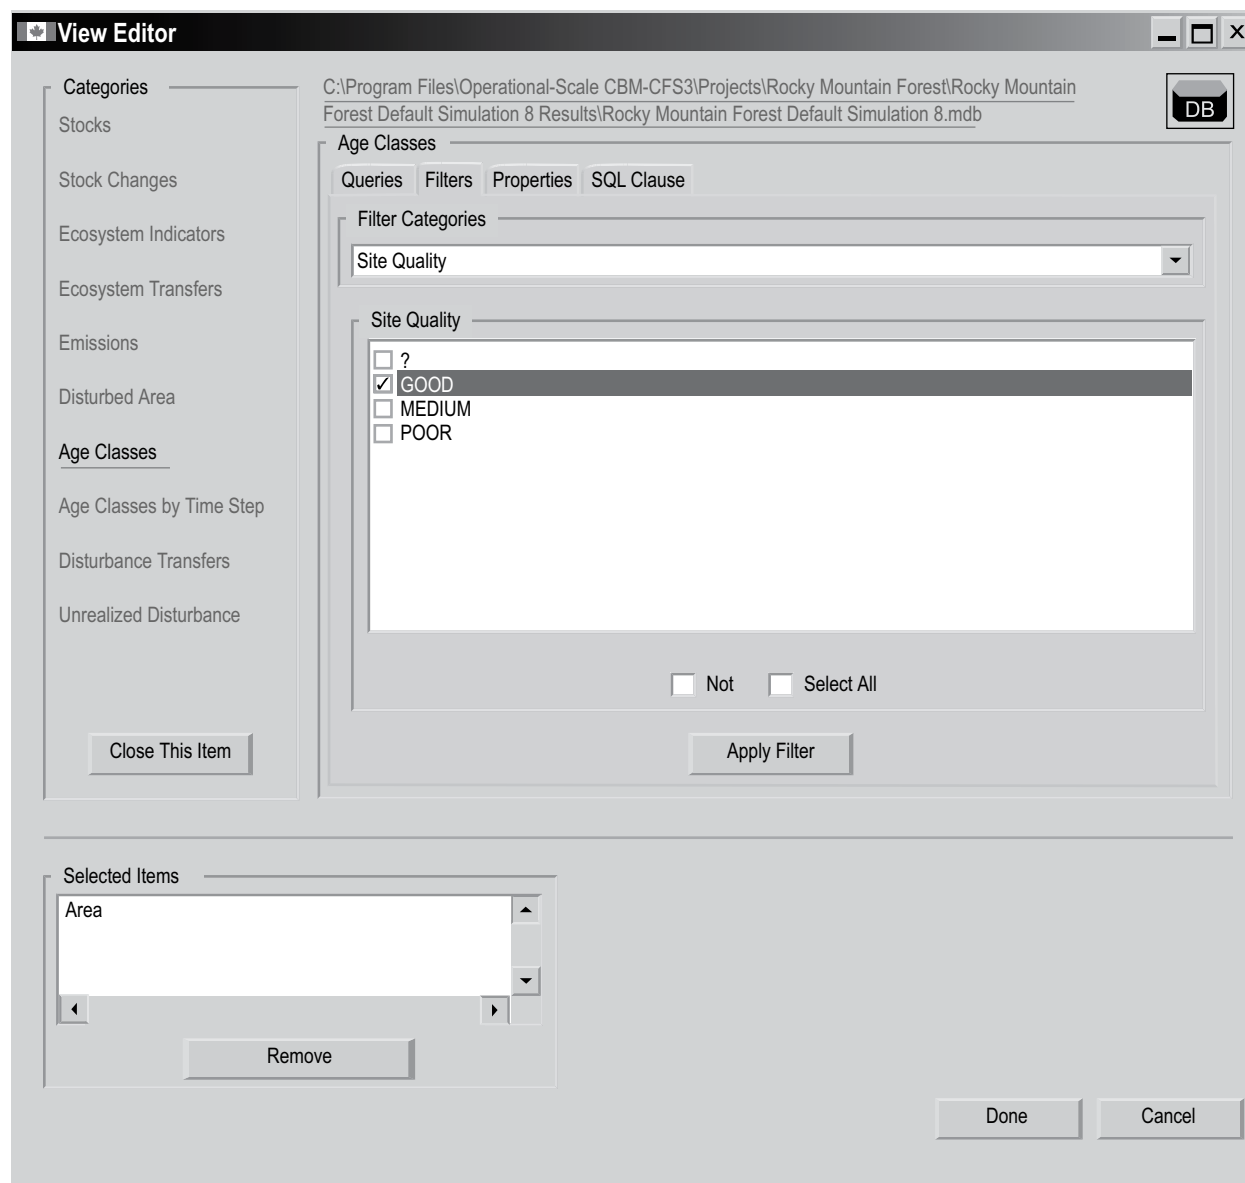 View Editor
Categories
Stocks
Stock Changes
Ecosystem Indicators
Ecosystem Transfers
Emissions
Disturbed Area
Age Classes
Age Classes by Time Step
Disturbance Transfers
Unrealized Disturbance
Close This Item
C:\Program Files\Operational-Scale CBM-CFS3\Projects\Rocky Mountain Forest\Rocky Mountain
Forest Default Simulation 8 Results\Rocky Mountain Forest Default Simulation 8.mdb
DB
Age Classes
Queries Filters Properties SQL Clause
Filter Categories
Site Quality
Site Quality
?
GOOD
MEDIUM
POOR
Not Select All
Apply Filter
Selected Items
Area
Remove
Done Cancel